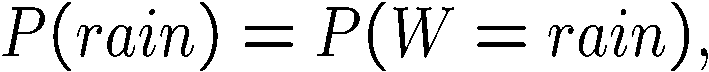 P(rain) = P(W = rain),